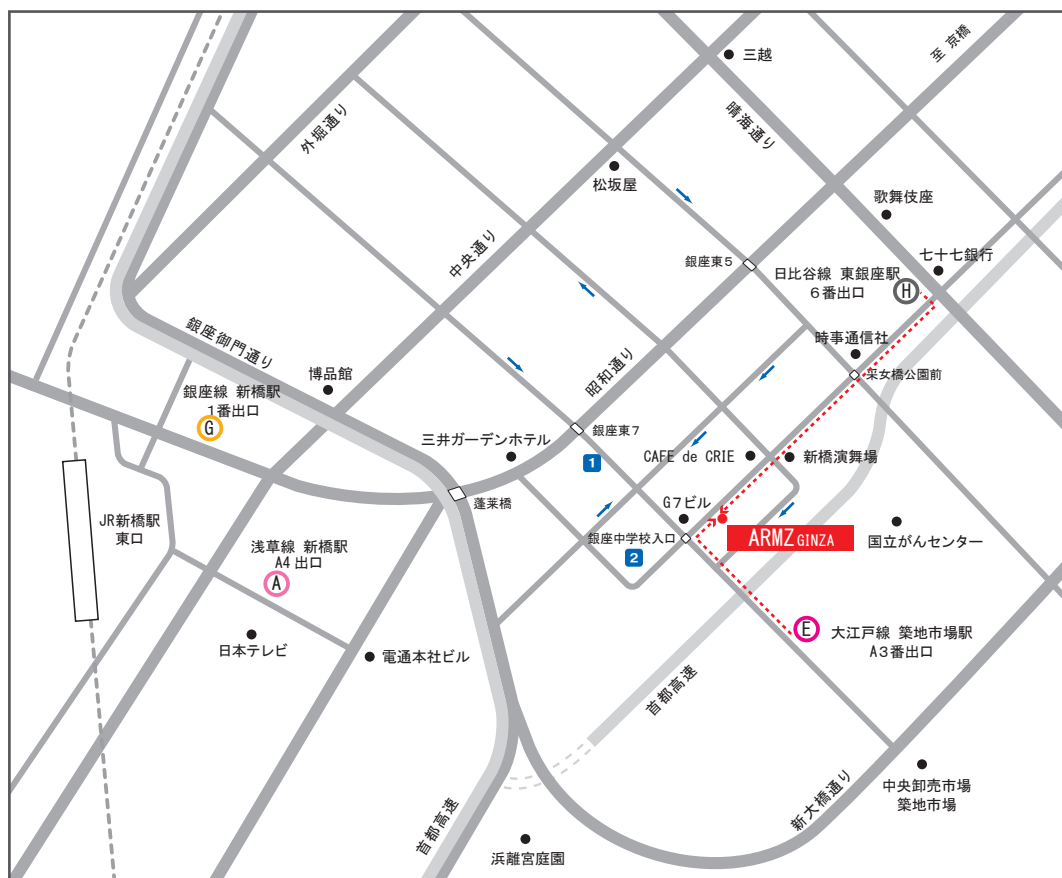 三越
至 京橋
外堀通り
晴海通り
松坂屋
歌舞伎座
中央通り
七十七銀行
銀座東5
日比谷線 東銀座駅
6番出口
H
銀座御門通り
時事通信社
昭和通り
采女橋公園前
博品館
銀座線 新橋駅
1番出口
G
銀座東7
三井ガーデンホテル
CAFE de CRIE
新橋演舞場
1
蓬莱橋
G7ビル
JR新橋駅
東口
銀座中学校入口
ARMZ GINZA
国立がんセンター
浅草線 新橋駅
A4 出口
A
2
E
大江戸線 築地市場駅
A3番出口
日本テレビ
電通本社ビル
首都高速
中央卸売市場
築地市場
新大橋通り
首都高速
浜離宮庭園